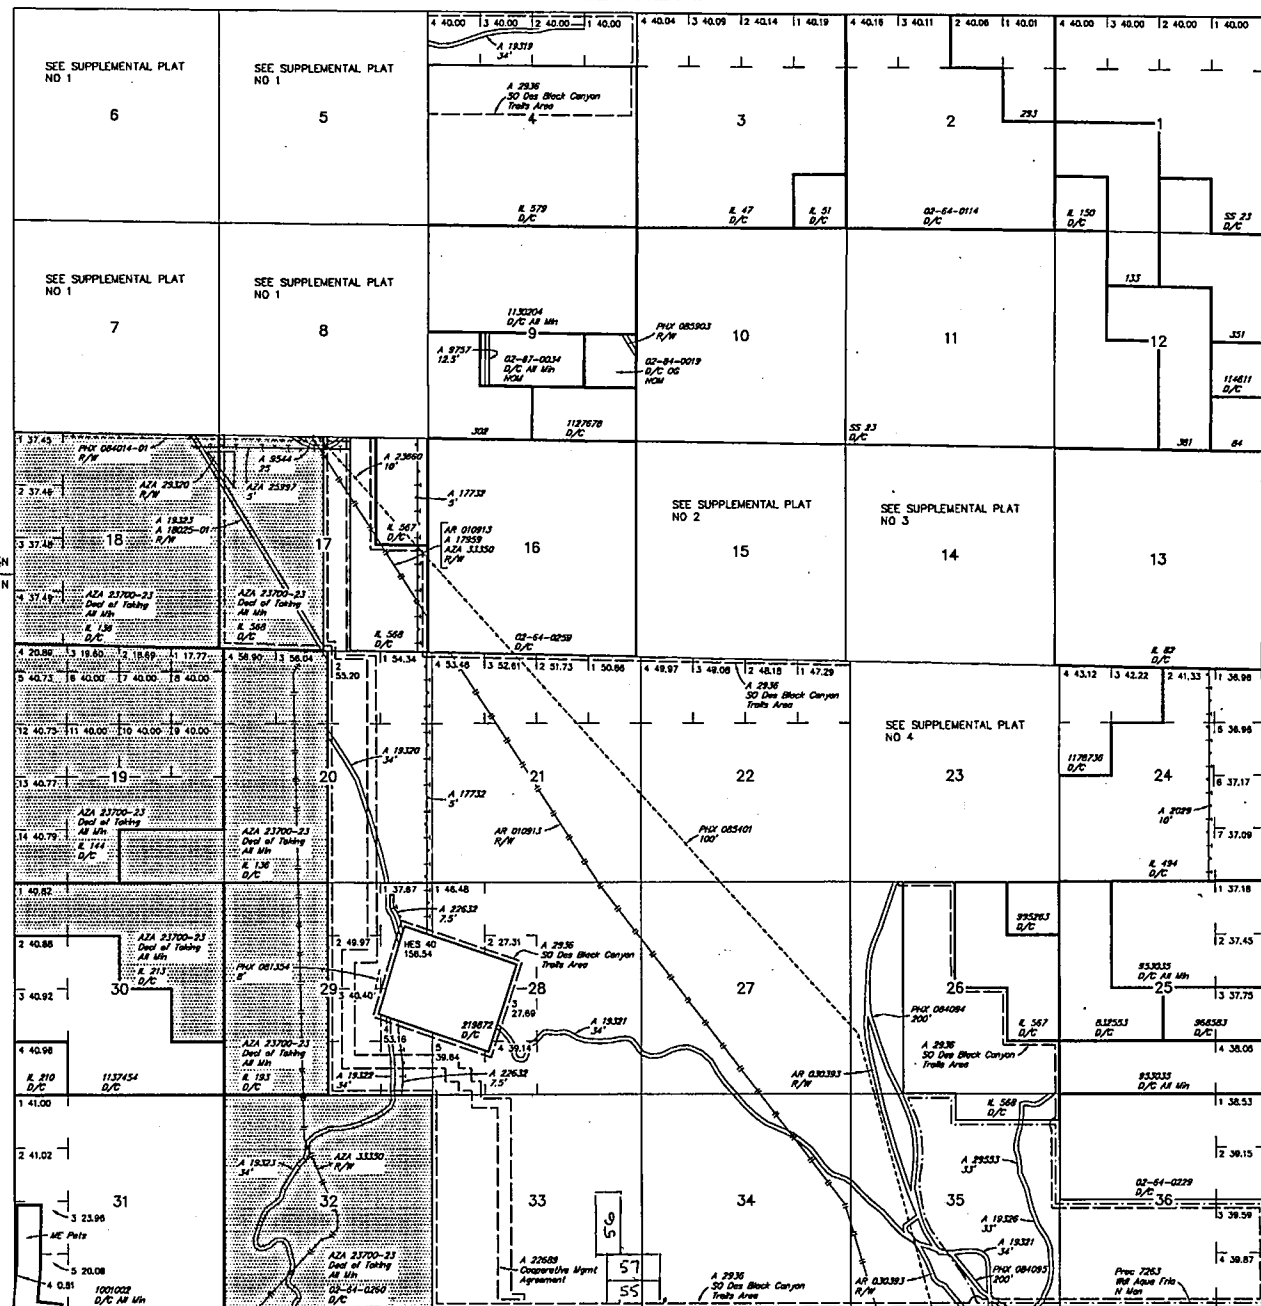 4 40.00 3 40.00 2 40.00 1 40.00
4 40.04 3 40.09 2 40.14 1 40.19
4 40.16 3 40.11 2 40.06 1 40.01
4 40.00 3 40.00 2 40.00 1 40.00
SEE SUPPLEMENTAL PLAT
NO 1
6
SEE SUPPLEMENTAL PLAT
NO 1
5
A 19319
34'
A 2936
SO Des Black Canyon
Trails Area
4
IL 579
D/C
3
IL 47
D/C
IL 51
D/C
2
293
02-64-0114
D/C
1
IL 150
D/C
SS 23
D/C
SEE SUPPLEMENTAL PLAT
NO 1
7
SEE SUPPLEMENTAL PLAT
NO 1
8
1130204
D/C All Min
9
A 9757
12.5'
02-87-0034
D/C All Min
NOM
PHX 085903
R/W
02-84-0019
D/C OG
NOM
302
1127678
D/C
10
11
SS 23
D/C
133
12
351
114611
D/C
381
84
1 37.45
PHX 084014-01
R/W
2 37.46
AZA 29320
R/W
A 9544
25
AZA 25997
5'
A 19323
A 18025-01
R/W
3 37.48
18
4 37.49
AZA 23700-23
Decl of Taking
All Min
IL 136
D/C
17
AZA 23700-23
Decl of Taking
All Min
IL 568
D/C
A 23660
10'
A 17732
5'
IL 567
D/C
AR 010913
A 17959
AZA 33350
R/W
IL 568
D/C
16
02-64-0259
D/C
SEE SUPPLEMENTAL PLAT
NO 2
15
SEE SUPPLEMENTAL PLAT
NO 3
14
13
IL 82
D/C
N
N
4 20.89 3 19.80 2 18.69 1 17.77
5 40.73 6 40.00 7 40.00 8 40.00
12 40.75 11 40.00 10 40.00 9 40.00
13 40.77
19
14 40.79
AZA 23700-23
Decl of Taking
All Min
IL 144
D/C
4 56.90 3 56.04
2
55.20
1 54.34
20
A 19320
34'
A 17732
5'
AZA 23700-23
Decl of Taking
All Min
IL 136
D/C
4 53.48 3 52.61 2 51.73 1 50.86
21
AR 010913
R/W
4 49.97 3 49.08 2 48.18 1 47.29
A 2936
SO Des Black Canyon
Trails Area
22
PHX 085401
100'
SEE SUPPLEMENTAL PLAT
NO 4
23
4 43.12 3 42.22 2 41.33 1 36.98
5 36.95
1178736
D/C
24
6 37.17
A 2029
10'
7 37.09
IL 494
D/C
1 40.82
2 40.88
AZA 23700-23
Decl of Taking
All Min
IL 213
D/C
3 40.92
30
4 40.96
IL 210
D/C
1137454
1 37.67
A 22632
7.5'
2 49.97
PHX 081354
8'
29
3 40.40
AZA 23700-23
Decl of Taking
All Min
IL 193
D/C
53.16
A 19322
34'
1 46.48
HES 40
156.54
2 27.31
A 2936
SO Des Black Canyon
Trails Area
28
3
27.69
219872
D/C
4 39.14
5
39.64
A 22632
7.5'
A 19321
34'
27
PHX 084094
200'
AR 030393
R/W
26
A 2936
SO Des Black Canyon
Trails Area
995263
D/C
IL 567
D/C
1 37.18
2 37.45
953035
D/C All Min
25
3 37.75
832553
D/C
968583
D/C
4 38.06
953035
D/C All Min
1 41.00
2 41.02
31
3 23.96
ME Pats
5 20.08
4 0.81
1001002
D/C All Min
A 19323
34'
AZA 33350
R/W
32
AZA 23700-23
Decl of Taking
All Min
02-64-0260
D/C
33
A 22689
Cooperative Mgmt
Agreement
56
57
55
34
A 2936
SO Des Black Canyon
Trails Area
AR 030393
R/W
IL 568
D/C
A 29553
33'
35
A 19326
33'
A 19321
34'
PHX 084095
200'
1 38.53
2 39.15
02-64-0229
D/C
36
3 39.59
4 39.87
Proc 7263
Wdl Aqua Fria
N Mon